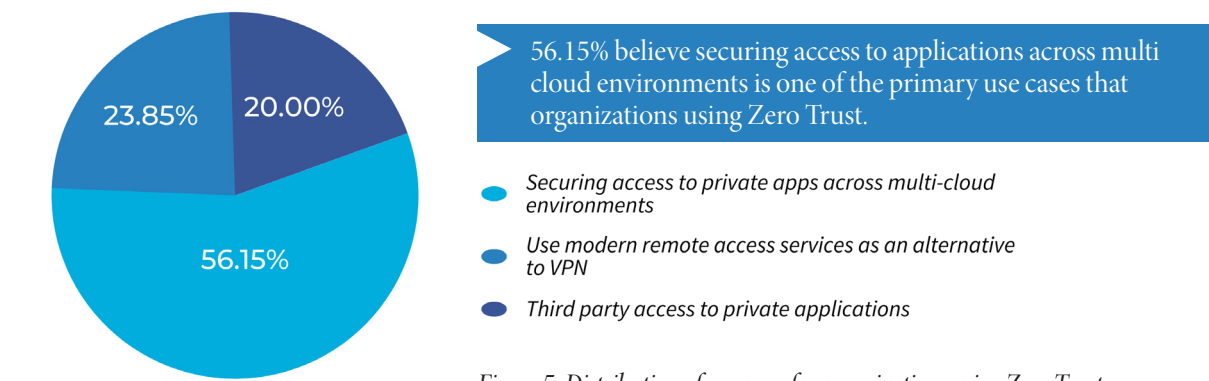 23.85%
20.00%
56.15%
56.15% believe securing access to applications across multi
cloud environments is one of the primary use cases that
organizations using Zero Trust.
Securing access to private apps across multi-cloud
environments
Use modern remote access services as an alternative
to VPN
Third party access to private applications